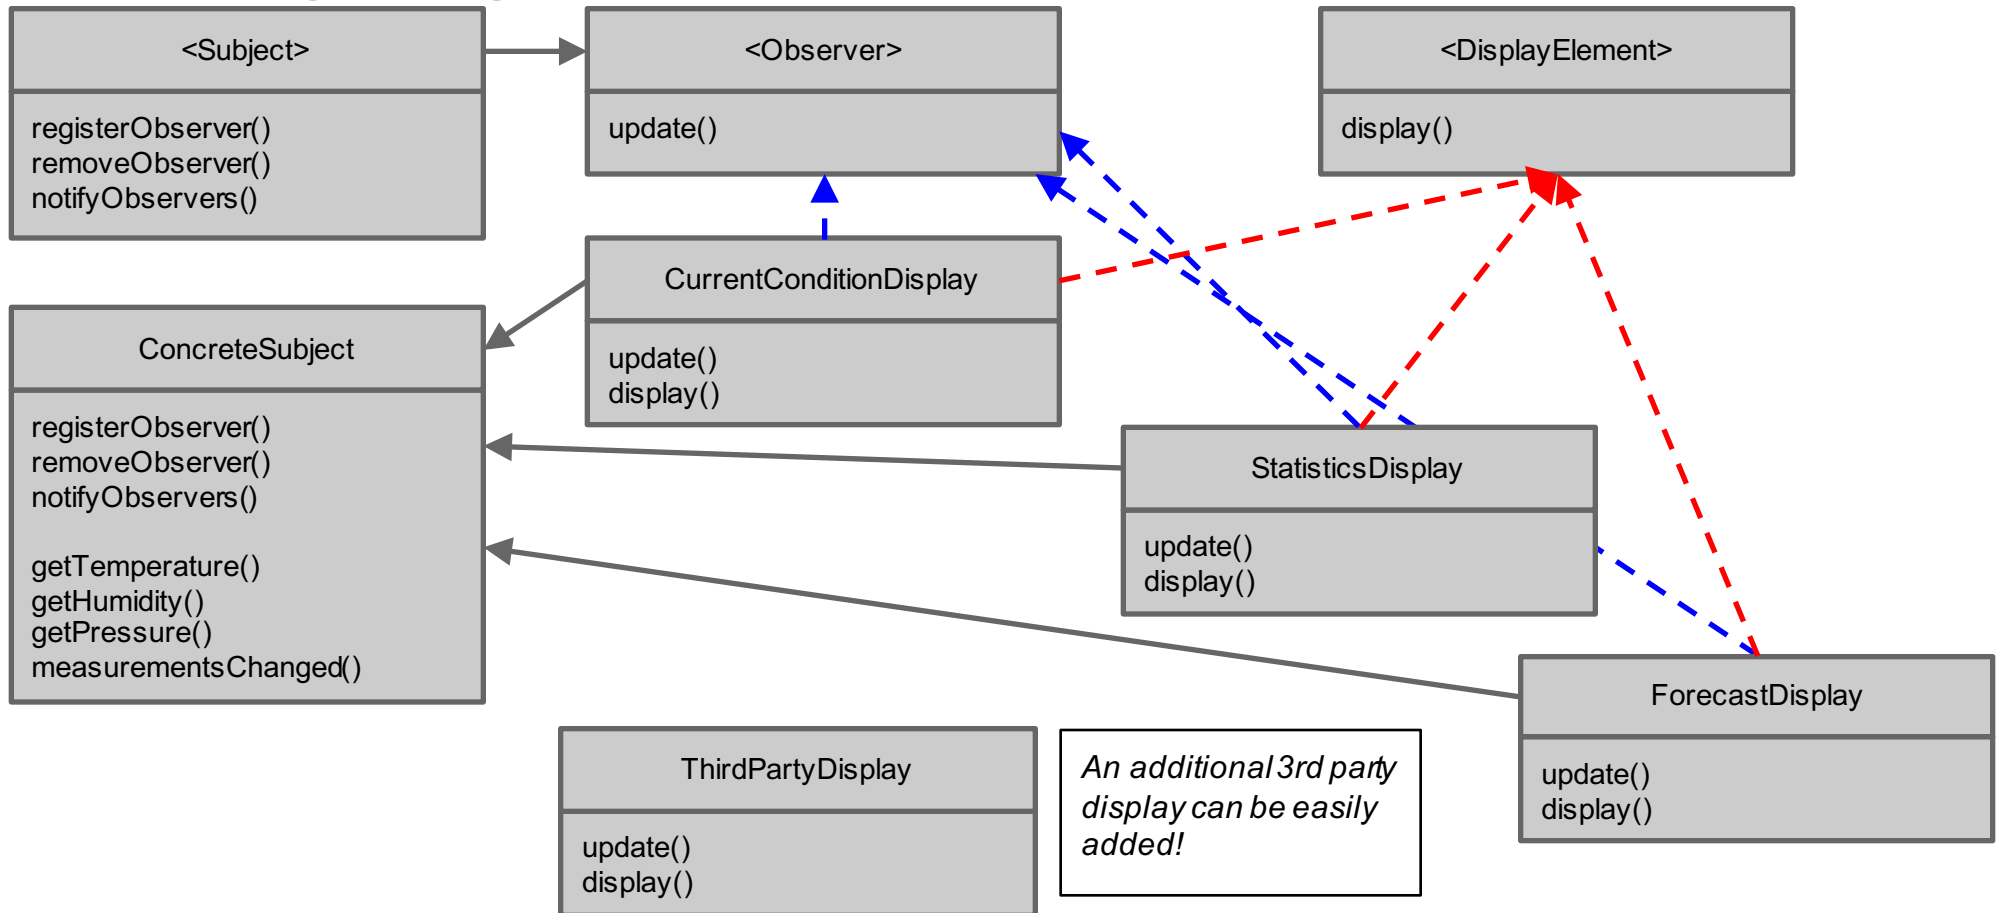 <Subject>
registerObserver()
removeObserver()
notifyObservers()
<Observer>
update()
<DisplayElement>
display()
CurrentConditionDisplay
update()
display()
ConcreteSubject
registerObserver()
removeObserver()
notifyObservers()
getTemperature()
getHumidity()
getPressure()
measurementsChanged()
StatisticsDisplay
update()
display()
ForecastDisplay
update()
display()
ThirdPartyDisplay
update()
display()
An additional 3rd party
display can be easily
added!